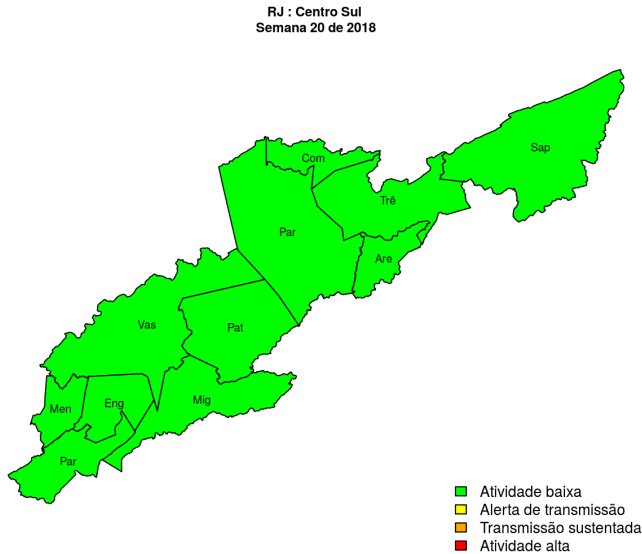 RJ : Centro Sul
Semana 20 de 2018
Sap
Com
Trê
Par
Are
Vas
Pat
Mig
Men
Eng
Par
Atividade baixa
Alerta de transmissão
Transmissão sustentada
Atividade alta